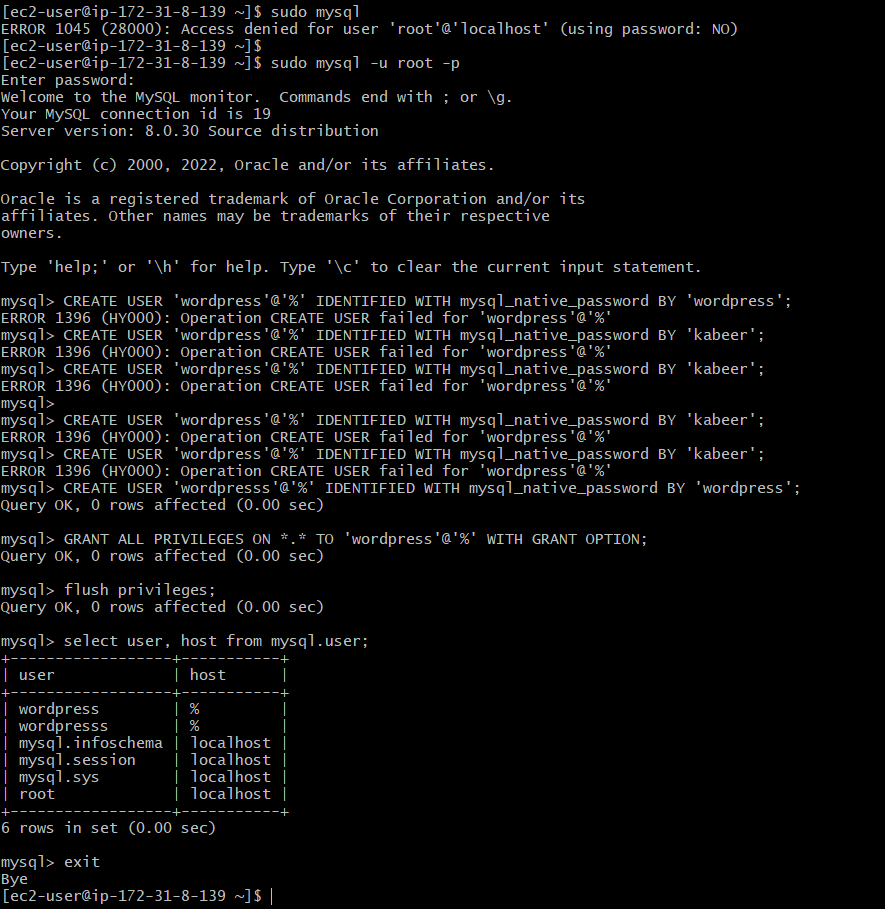 [ec2-user@ip-172-31-8-139 ~]$ sudo mysql
ERROR 1045 (28000): Access denied for user 'root'@'localhost' (using password: NO)
[ec2-user@ip-172-31-8-139 ~]$
[ec2-user@ip-172-31-8-139 ~]$ sudo mysql -u root -p
Enter password:
Welcome to the MySQL monitor.  Commands end with ; or \g.
Your MySQL connection id is 19
Server version: 8.0.30 Source distribution

Copyright (c) 2000, 2022, Oracle and/or its affiliates.

Oracle is a registered trademark of Oracle Corporation and/or its
affiliates. Other names may be trademarks of their respective
owners.

Type 'help;' or '\h' for help. Type '\c' to clear the current input statement.

mysql> CREATE USER 'wordpress'@'%' IDENTIFIED WITH mysql_native_password BY 'wordpress';
ERROR 1396 (HY000): Operation CREATE USER failed for 'wordpress'@'%'
mysql> CREATE USER 'wordpress'@'%' IDENTIFIED WITH mysql_native_password BY 'kabeer';
ERROR 1396 (HY000): Operation CREATE USER failed for 'wordpress'@'%'
mysql> CREATE USER 'wordpress'@'%' IDENTIFIED WITH mysql_native_password BY 'kabeer';
ERROR 1396 (HY000): Operation CREATE USER failed for 'wordpress'@'%'
mysql>
mysql> CREATE USER 'wordpress'@'%' IDENTIFIED WITH mysql_native_password BY 'kabeer';
ERROR 1396 (HY000): Operation CREATE USER failed for 'wordpress'@'%'
mysql> CREATE USER 'wordpress'@'%' IDENTIFIED WITH mysql_native_password BY 'kabeer';
ERROR 1396 (HY000): Operation CREATE USER failed for 'wordpress'@'%'
mysql> CREATE USER 'wordpresss'@'%' IDENTIFIED WITH mysql_native_password BY 'wordpress';
Query OK, 0 rows affected (0.00 sec)

mysql> GRANT ALL PRIVILEGES ON *.* TO 'wordpress'@'%' WITH GRANT OPTION;
Query OK, 0 rows affected (0.00 sec)

mysql> flush privileges;
Query OK, 0 rows affected (0.00 sec)

mysql> select user, host from mysql.user;
+------------------+-----------+
| user             | host      |
+------------------+-----------+
| wordpress        | %         |
| wordpresss       | %         |
| mysql.infoschema | localhost |
| mysql.session    | localhost |
| mysql.sys        | localhost |
| root             | localhost |
+------------------+-----------+
6 rows in set (0.00 sec)

mysql> exit
Bye
[ec2-user@ip-172-31-8-139 ~]$